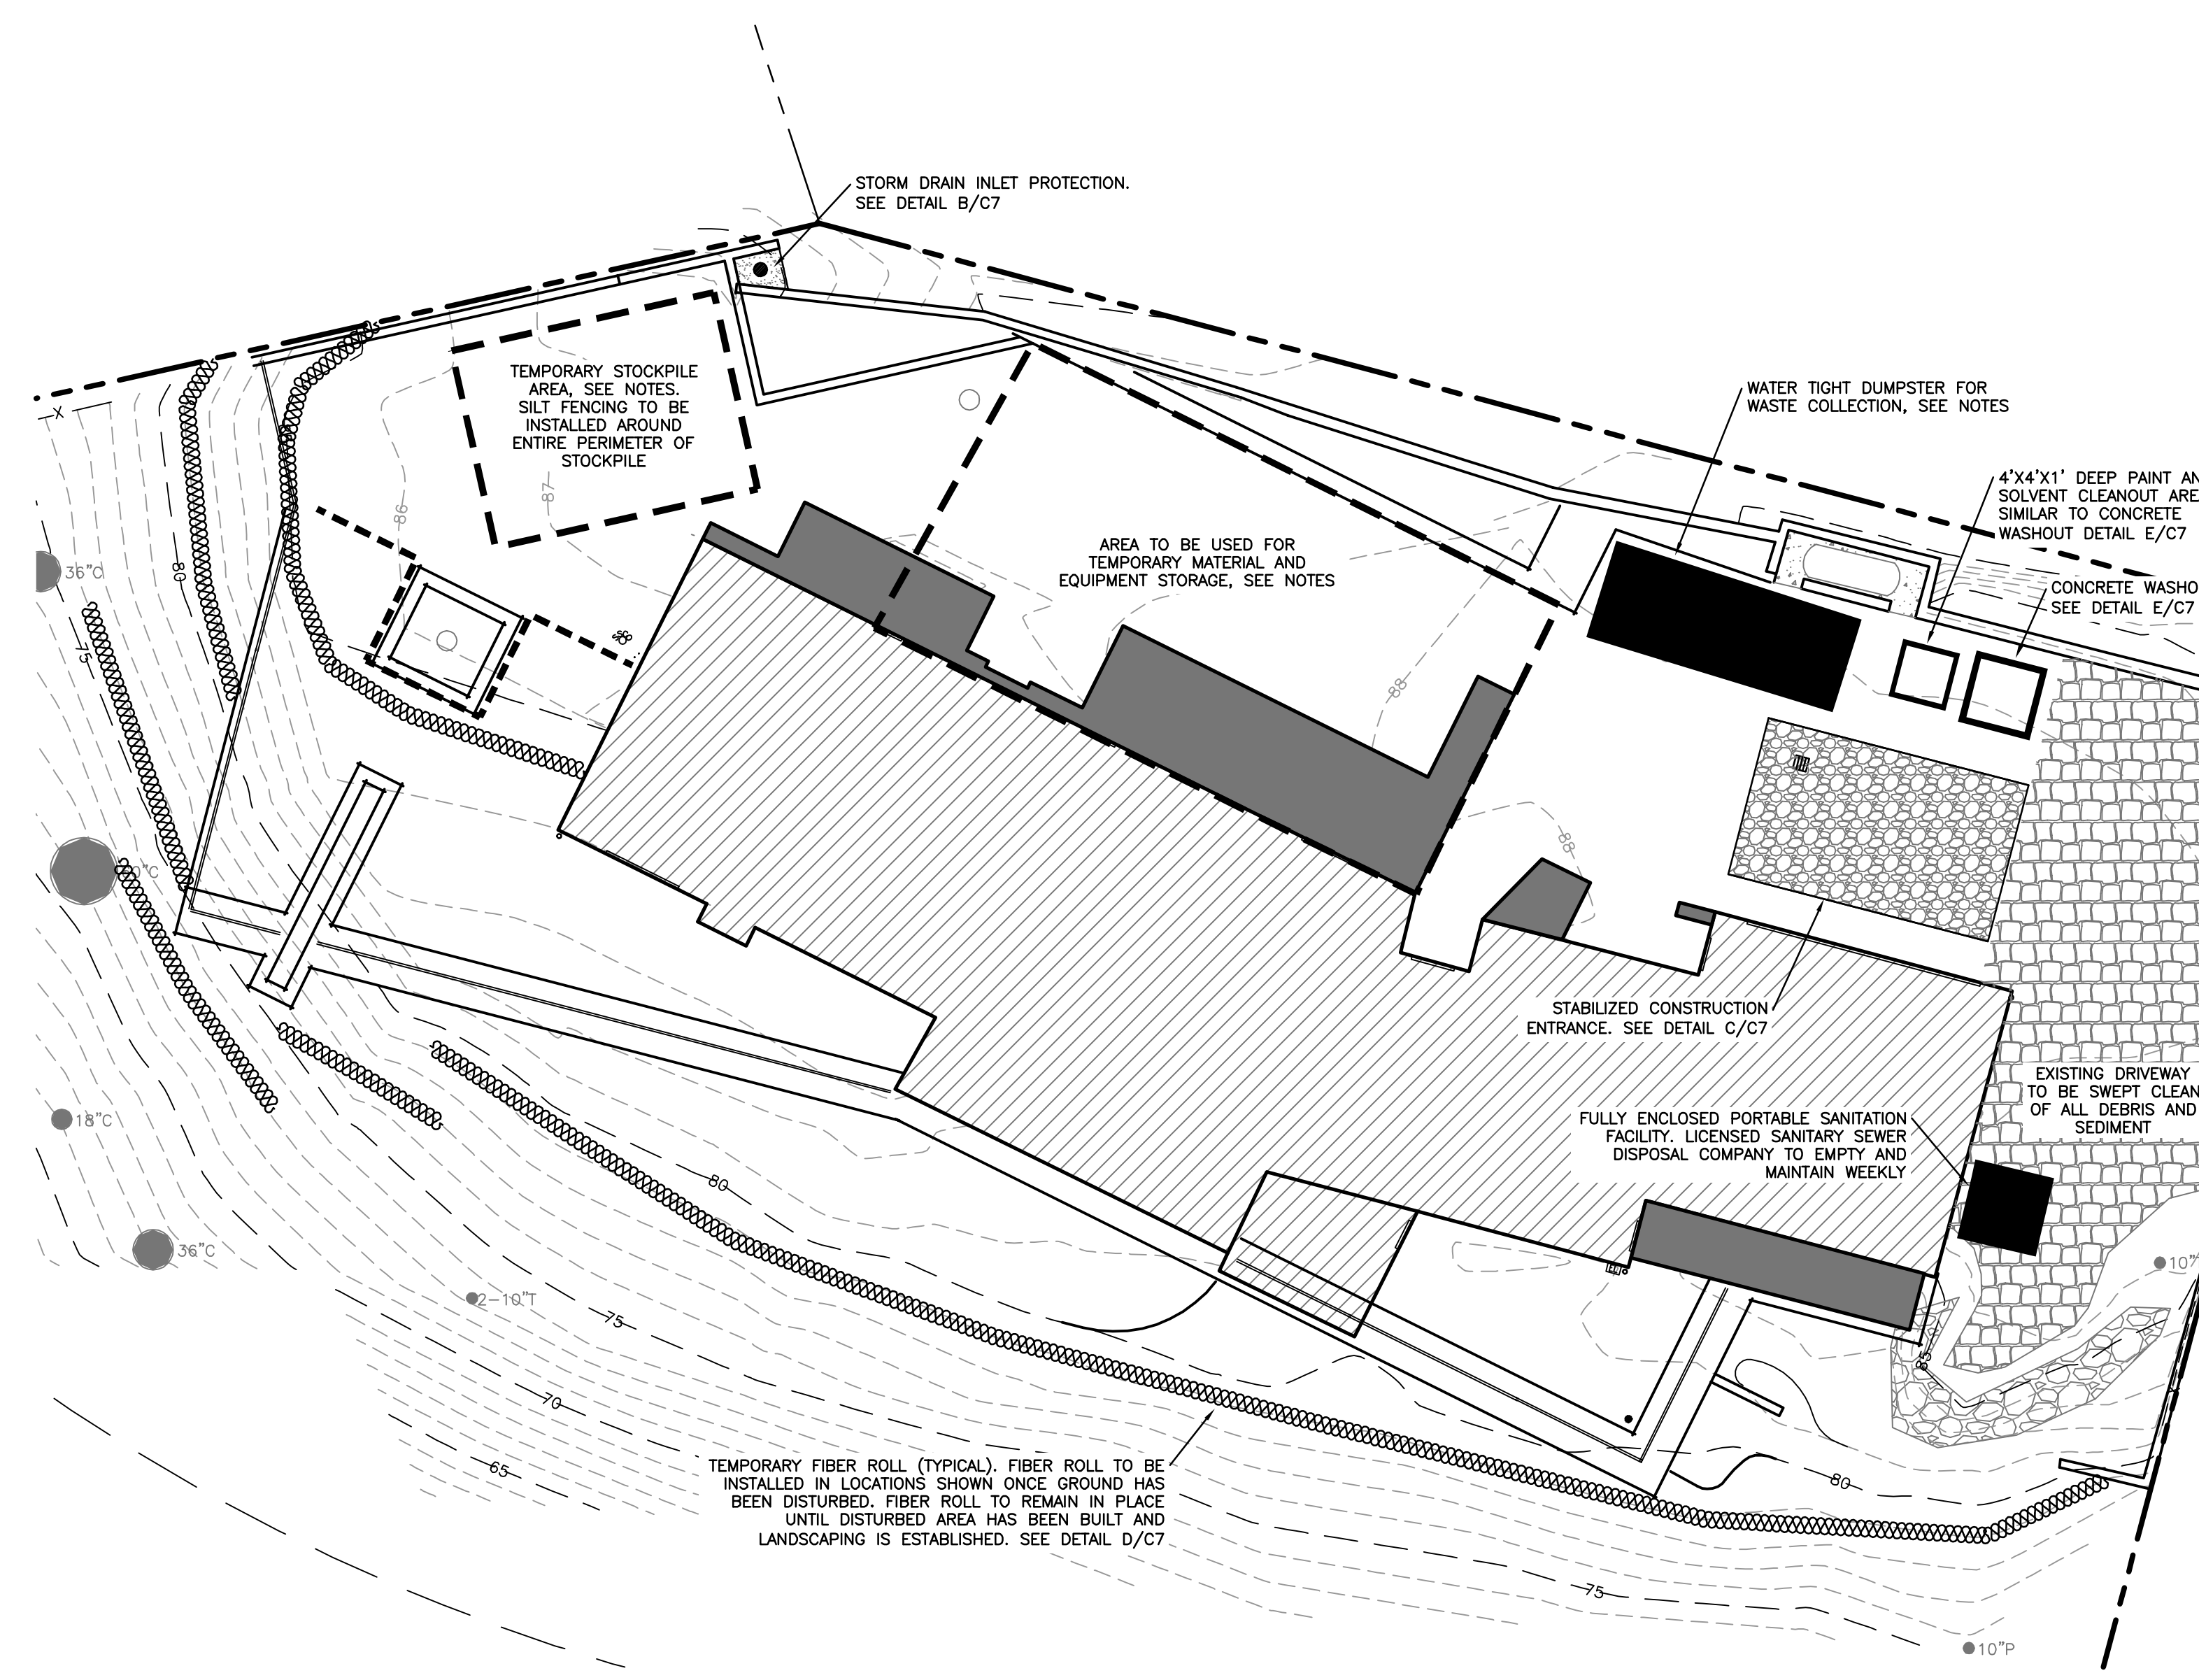 STORM DRAIN INLET PROTECTION.
SEE DETAIL B/C7
TEMPORARY STOCKPILE
AREA, SEE NOTES.
SILT FENCING TO BE
INSTALLED AROUND
ENTIRE PERIMETER OF
STOCKPILE
WATER TIGHT DUMPSTER FOR
WASTE COLLECTION, SEE NOTES
4'X4'X1' DEEP PAINT AN
SOLVENT CLEANOUT ARE
SIMILAR TO CONCRETE
WASHOUT DETAIL E/C7
X
86
87
AREA TO BE USED FOR
TEMPORARY MATERIAL AND
EQUIPMENT STORAGE, SEE NOTES
CONCRETE WASHO
SEE DETAIL E/C7
36"C
80
75
88
88
0"C
STABILIZED CONSTRUCTION
ENTRANCE. SEE DETAIL C/C7
EXISTING DRIVEWAY
TO BE SWEPT CLEAN
OF ALL DEBRIS AND
SEDIMENT
18"C
FULLY ENCLOSED PORTABLE SANITATION
FACILITY. LICENSED SANITARY SEWER
DISPOSAL COMPANY TO EMPTY AND
MAINTAIN WEEKLY
80
36"C
10"
2-10"T
75
85
70
65
TEMPORARY FIBER ROLL (TYPICAL). FIBER ROLL TO BE
INSTALLED IN LOCATIONS SHOWN ONCE GROUND HAS
BEEN DISTURBED. FIBER ROLL TO REMAIN IN PLACE
UNTIL DISTURBED AREA HAS BEEN BUILT AND
LANDSCAPING IS ESTABLISHED. SEE DETAIL D/C7
80
75
10"P